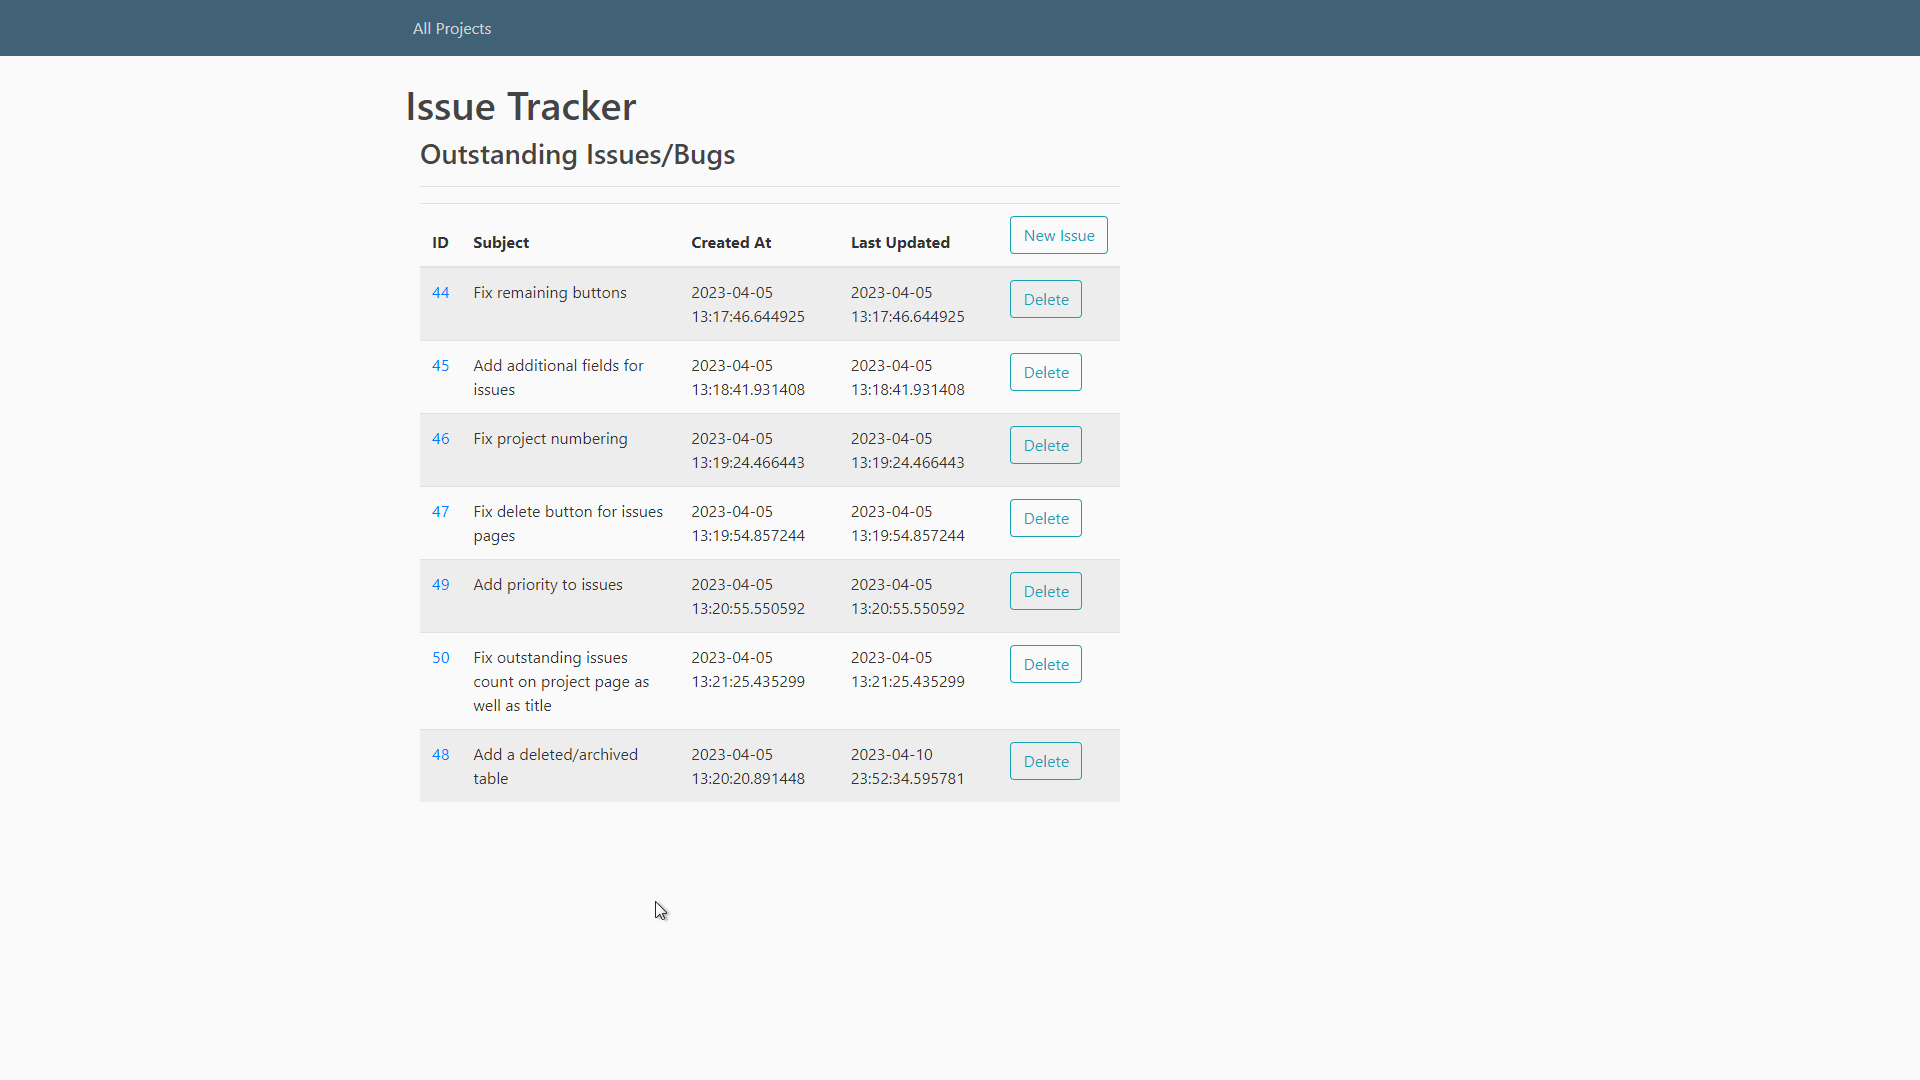 All Projects
Issue Tracker
Outstanding Issues/Bugs
ID Subject Created At Last Updated New Issue
44 Fix remaining buttons 2023-04-05 2023-04-05 Delete
13:17:46.644925 13:17:46.644925
45 Add additional fields for 2023-04-05 2023-04-05 Delete
issues 13:18:41.931408 13:18:41.931408
46 Fix project numbering 2023-04-05 2023-04-05 Delete
13:19:24.466443 13:19:24.466443
47 Fix delete button for issues 2023-04-05 2023-04-05 Delete
pages 13:19:54.857244 13:19:54.857244
49 Add priority to issues 2023-04-05 2023-04-05 Delete
13:20:55.550592 13:20:55.550592
50 Fix outstanding issues 2023-04-05 2023-04-05 Delete
count on project page as 13:21:25.435299 13:21:25.435299
well as title
48 Add a deleted/archived 2023-04-05 2023-04-10 Delete
table 13:20:20.891448 23:52:34.595781